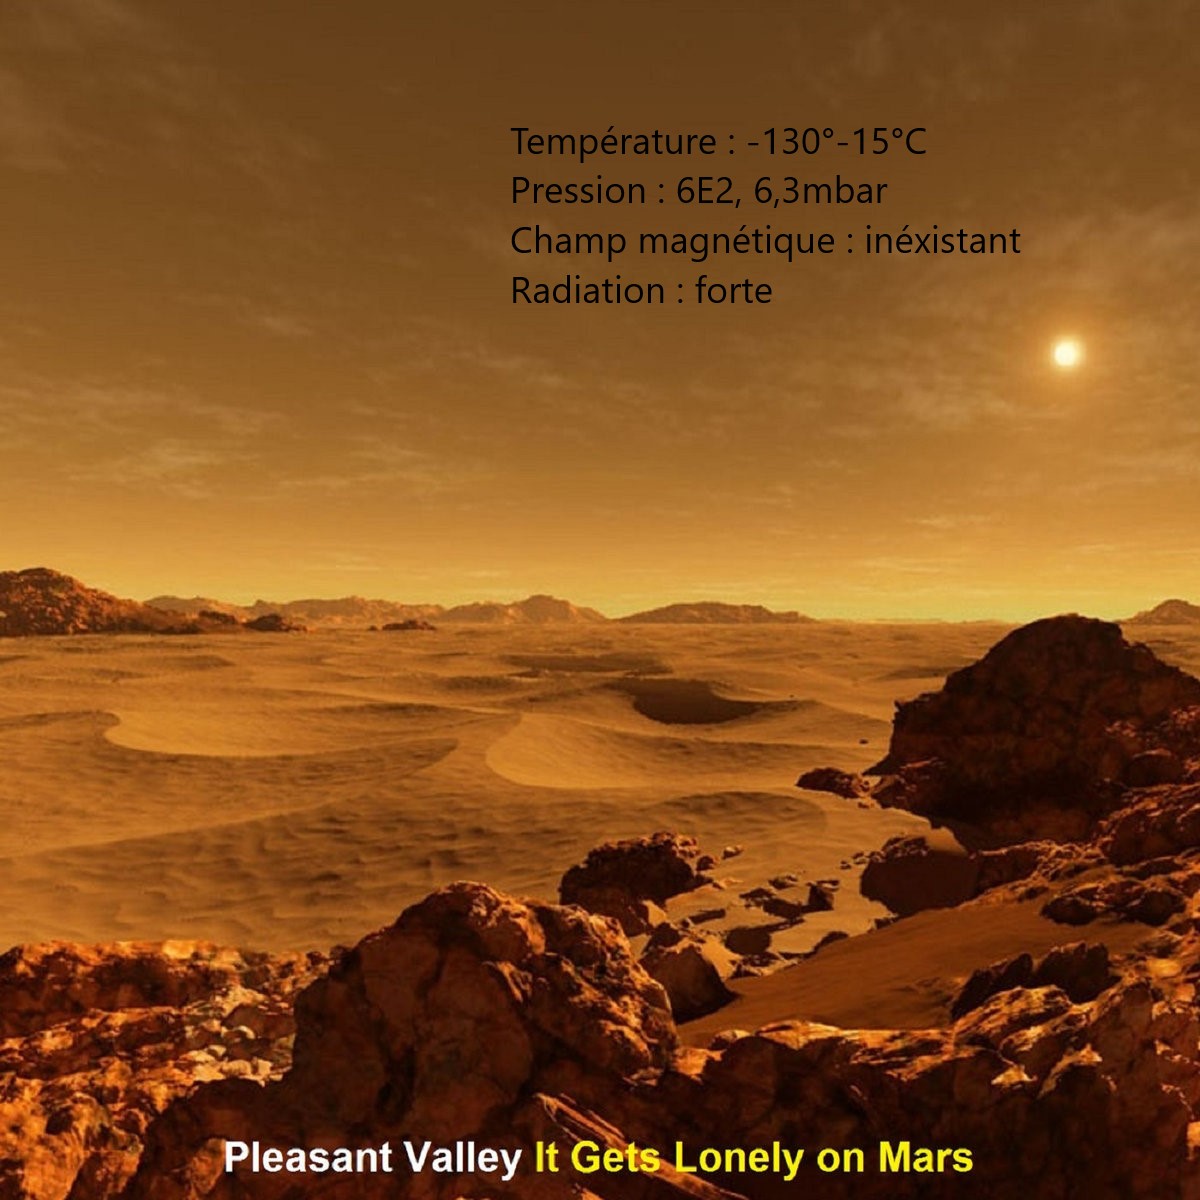 Température : -130°-15°C
Pression : 6E2, 6,3mbar
Champ magnétique : inéxistant
Radiation : forte
Pleasant Valley It Gets Lonely on Mars